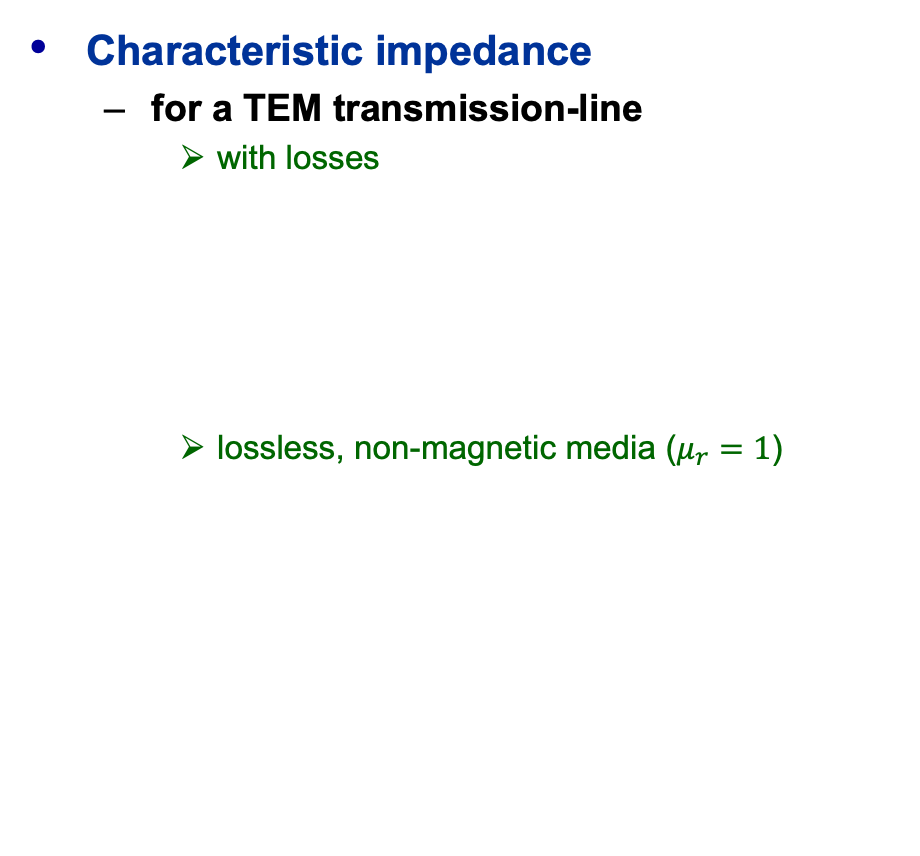 • Characteristic impedance
– for a TEM transmission-line
➢ with losses
➢ lossless, non-magnetic media (𝜇𝑟 = 1)